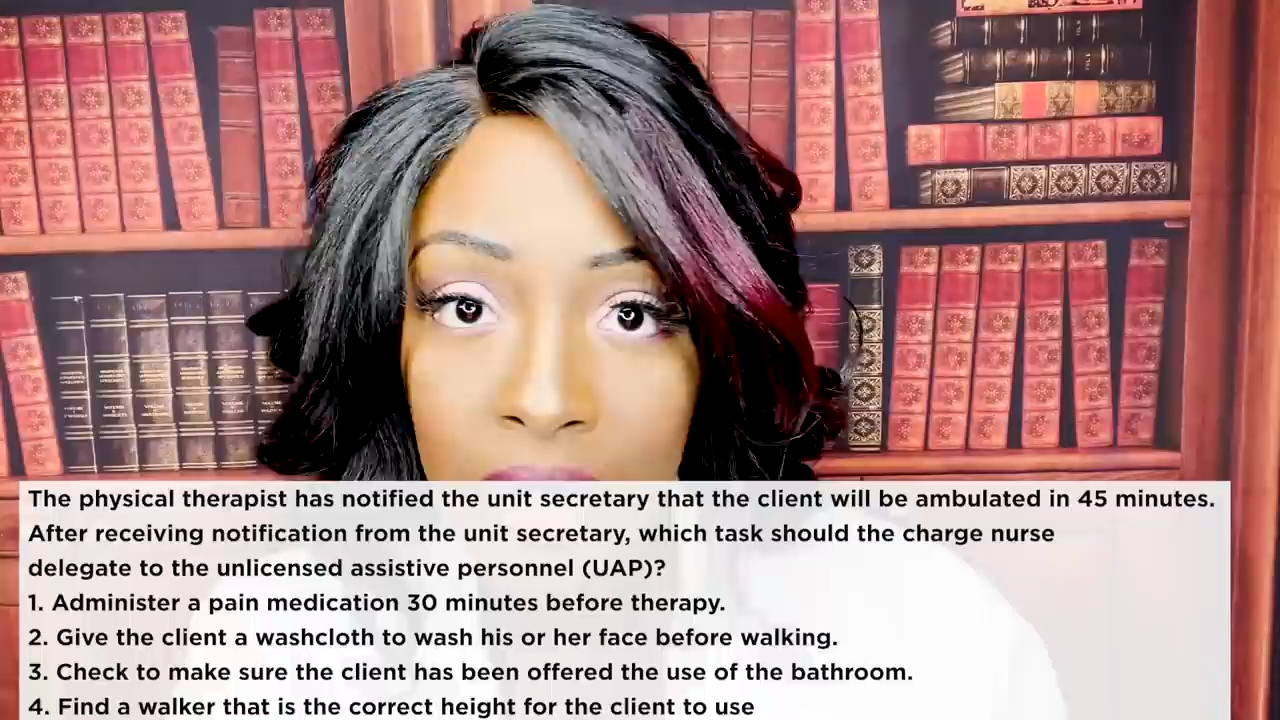 The physical therapist has notified the unit secretary that the client will be ambulated in 45 minutes.
After receiving notification from the unit secretary, which task should the charge nurse
delegate to the unlicensed assistive personnel (UAP)?
1. Administer a pain medication 30 minutes before therapy.
2. Give the client a washcloth to wash his or her face before walking.
3. Check to make sure the client has been offered the use of the bathroom.
4. Find a walker that is the correct height for the client to use